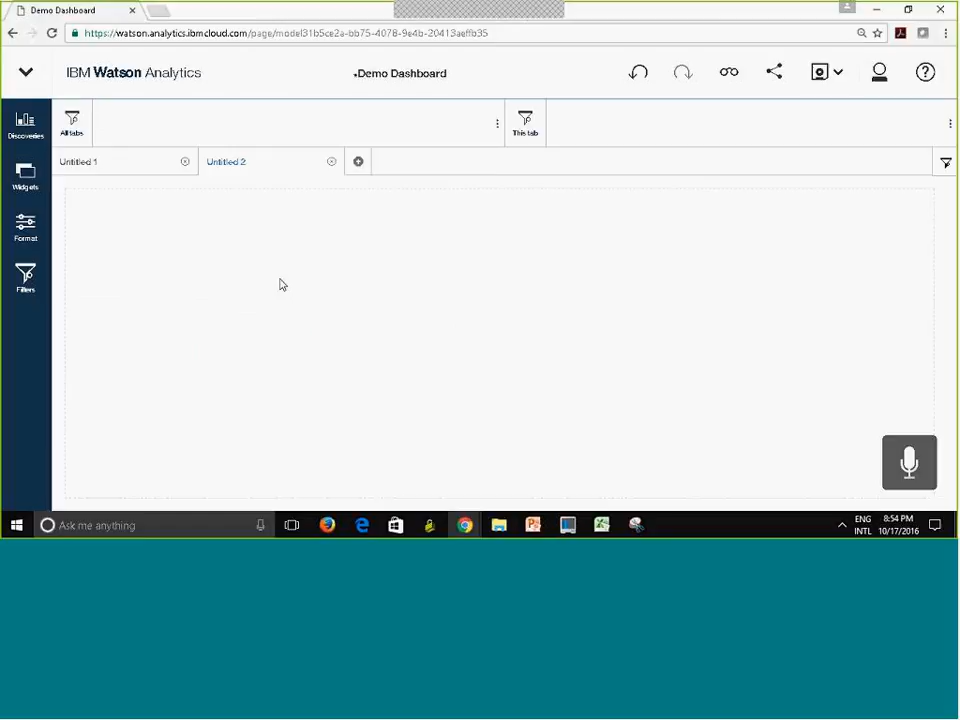 Demo Dashboard
https://watson.analytics.ibmcloud.com/page/model31b5ce2a-bb75-4078-9e4b-20413aeffb35
IBM Watson Analytics
•Demo Dashboard
Discoveries
All tabs
This tab
Untitled 1
Untitled 2
Widgets
Format
Filters
Ask me anything
ENG
INTL
8:54 PM
10/17/2016